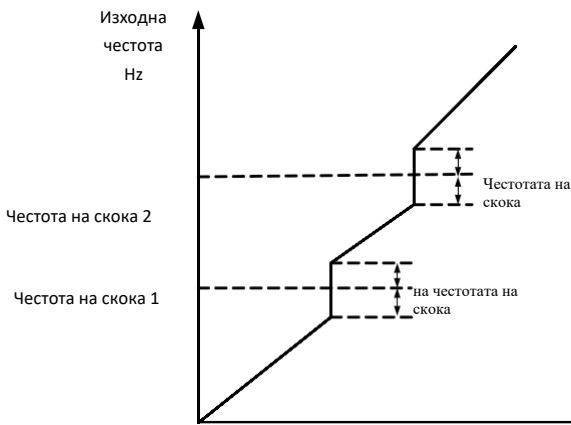 Изходна
честота
Hz
Честотата на
скока
Честота на скока 2
Честота на скока 1
на честотата на
скока